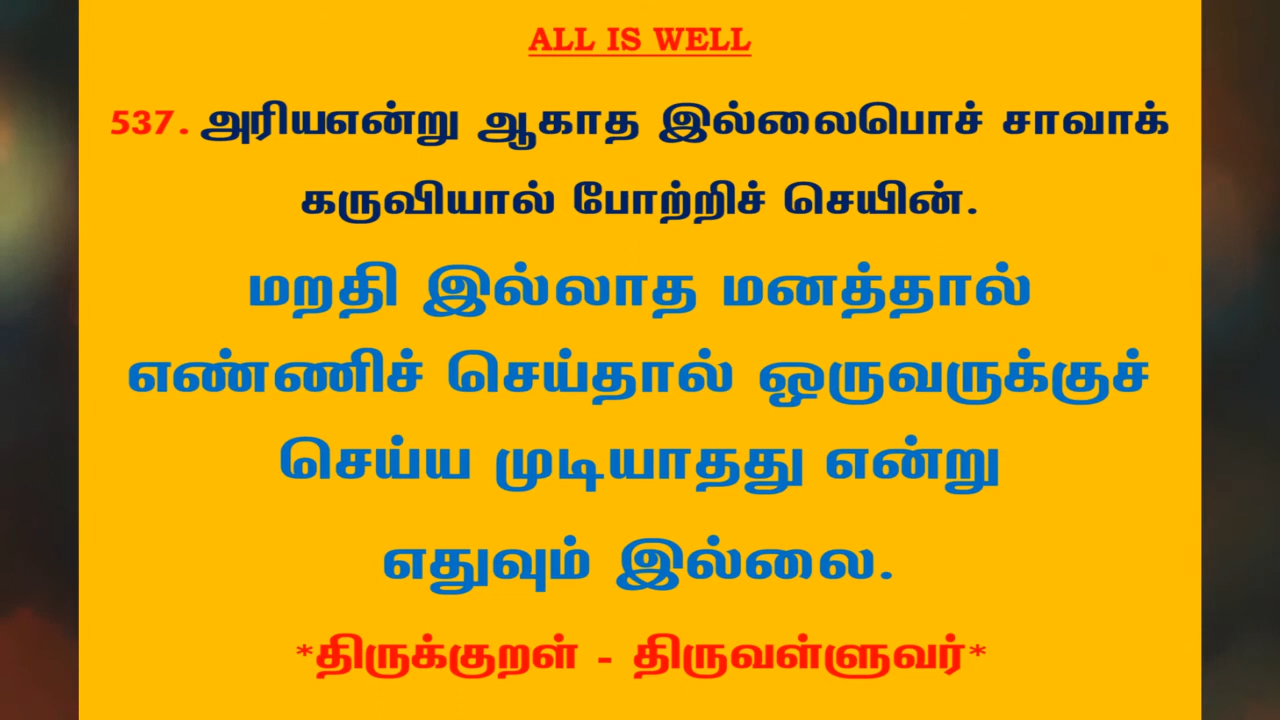 ALL IS WELL
537. அரியஎன்று ஆகாத இல்லைபொச் சாவாக்
கருவியால் போற்றிச் செயின்.
மறதி இல்லாத மனத்தால்
எண்ணிச் செய்தால் ஒருவருக்குச்
செய்ய முடியாதது என்று
எதுவும் இல்லை.
*திருக்குறள் - திருவள்ளுவர்*